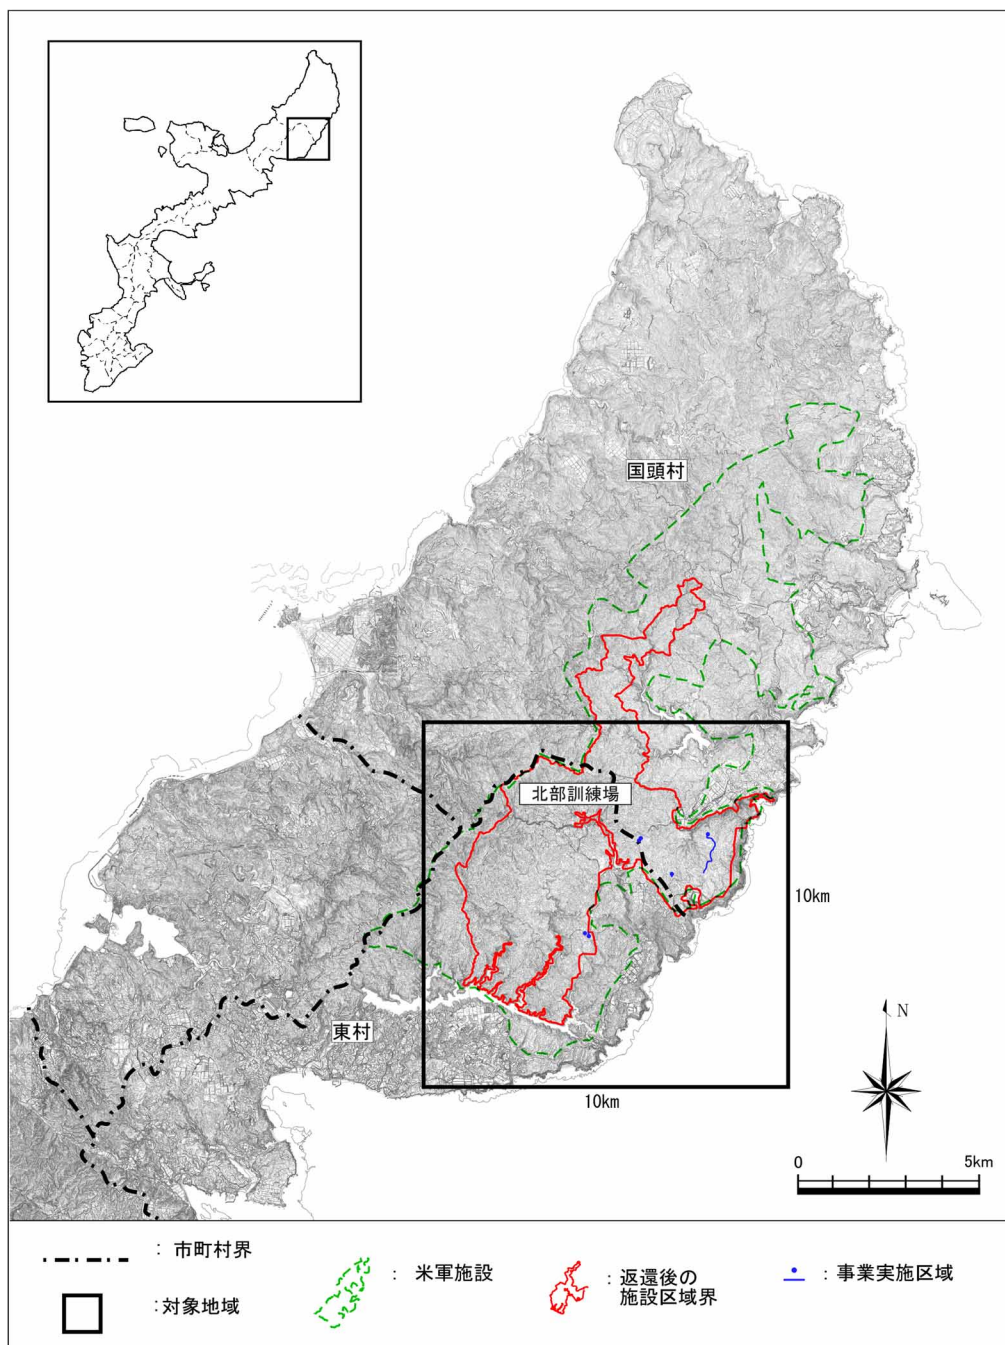 国頭村
北部訓練場
10km
東村
10km
N
0 5km
: 市町村界
: 米軍施設
: 返還後の
施設区域界
: 事業実施区域
:対象地域